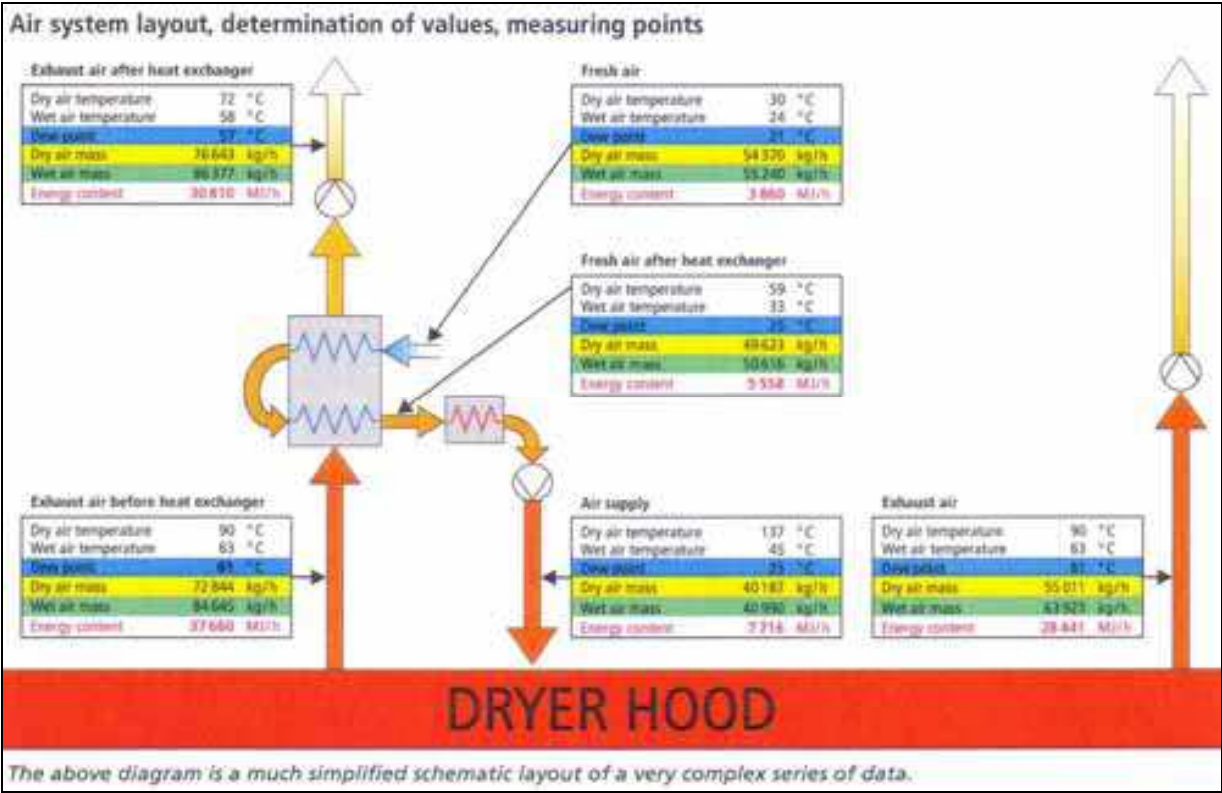 Air system layout, determination of values, measuring points
Exhaust air after heat exchanger
Dry air temperature 72 °C
Wet air temperature 58 °C
Dew point 57 °C
Dry air mass 76 643 kg/h
Wet air mass 86 377 kg/h
Energy content 30 810 MJ/h
Fresh air
Dry air temperature 30 °C
Wet air temperature 24 °C
Dew point 21 °C
Dry air mass 54 370 kg/h
Wet air mass 55 240 kg/h
Energy content 3 860 MJ/h
Fresh air after heat exchanger
Dry air temperature 59 °C
Wet air temperature 33 °C
Dew point 25 °C
Dry air mass 49 623 kg/h
Wet air mass 50 616 kg/h
Energy content 5 558 MJ/h
Exhaust air before heat exchanger
Dry air temperature 90 °C
Wet air temperature 63 °C
Dew point 61 °C
Dry air mass 72 844 kg/h
Wet air mass 84 645 kg/h
Energy content 37 660 MJ/h
Air supply
Dry air temperature 137 °C
Wet air temperature 45 °C
Dew point 25 °C
Dry air mass 40 187 kg/h
Wet air mass 40 990 kg/h
Energy content 7 716 MJ/h
Exhaust air
Dry air temperature 90 °C
Wet air temperature 63 °C
Dew point 61 °C
Dry air mass 55 011 kg/h
Wet air mass 63 923 kg/h
Energy content 28 441 MJ/h
DRYER HOOD
The above diagram is a much simplified schematic layout of a very complex series of data.